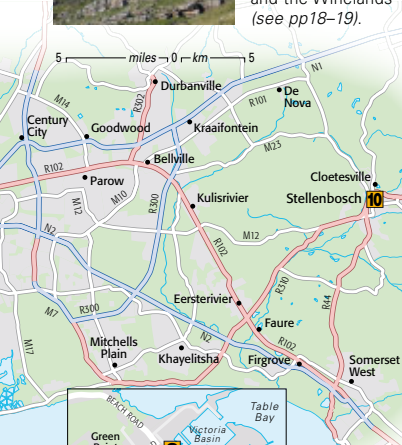 and the Winelands
(see pp18–19).
5 miles 0 km 5
N1
Durbanville
M14
R302
R101
De
Nova
Century
City
Goodwood
Kraaifontein
M23
Bellville
R102
Parow
Cloetesville
M12
M10
R300
Kulisrivier
Stellenbosch 10
N2
R102
M12
R310
R44
Eersterivier
M7
R300
Faure
N2
R102
M17
Mitchells
Plain
Khayelitsha
Firgrove
Somerset
West
BEACH ROAD
Table
Bay
Victoria
Basin
Green